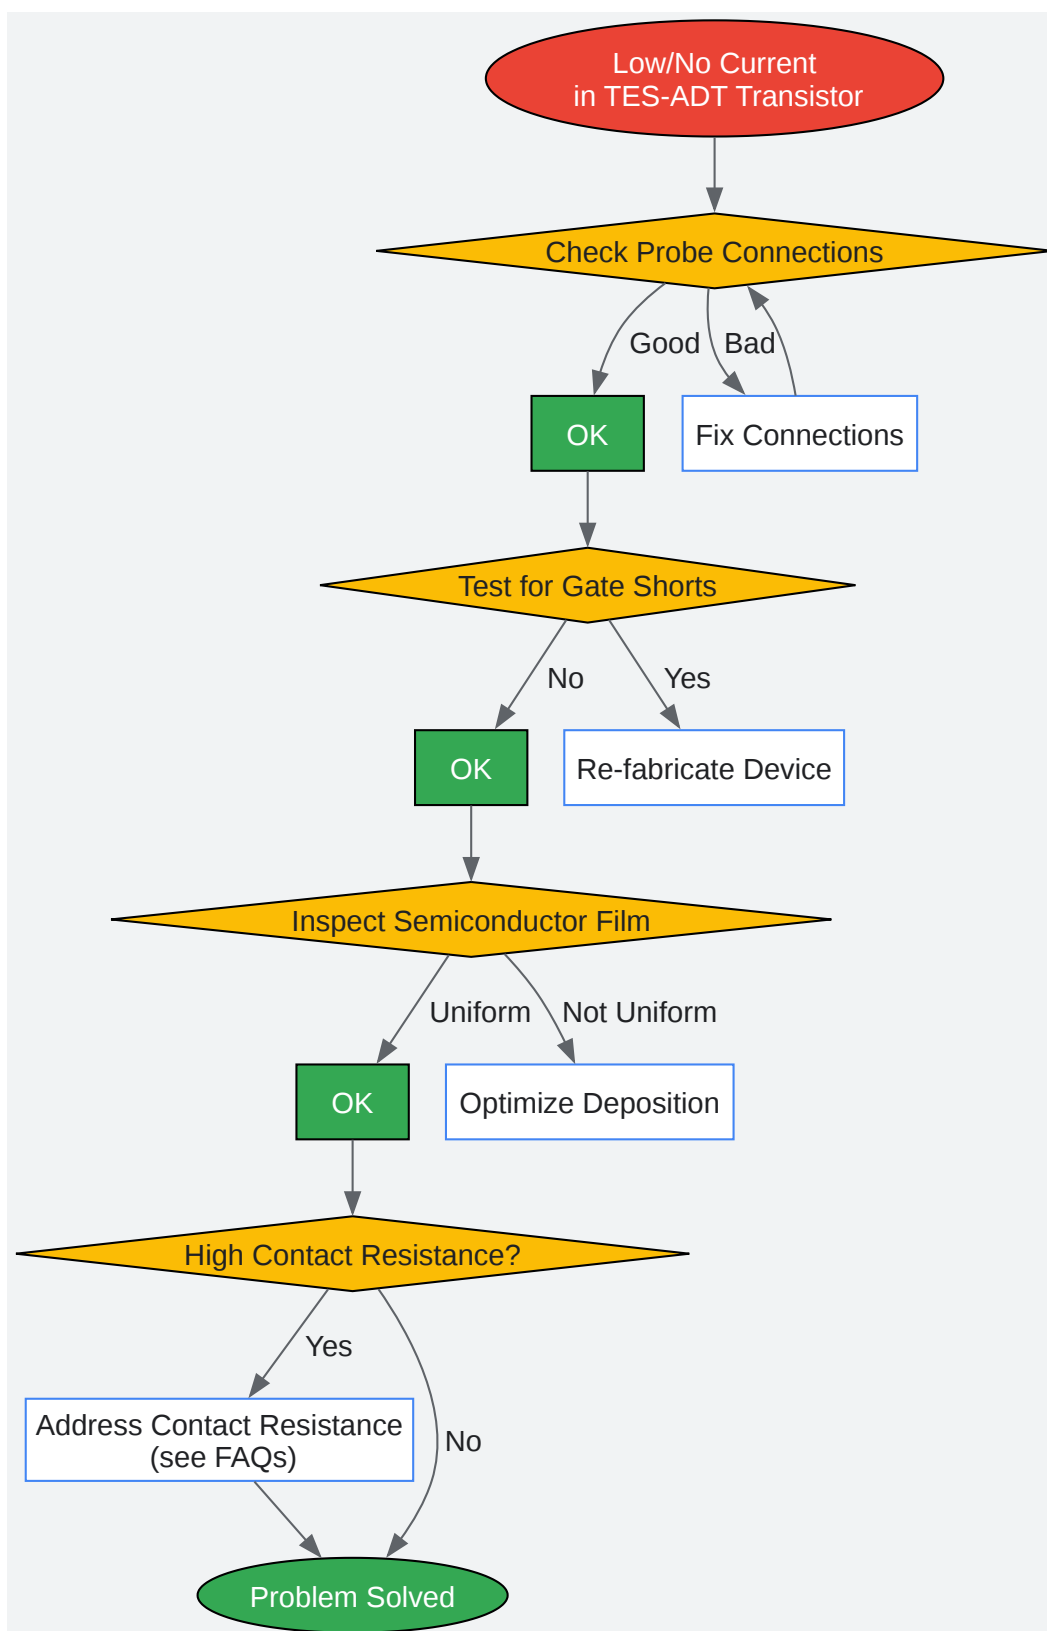 Low/No Current
in TES-ADT Transistor
Check Probe Connections
Good
Bad
OK
Fix Connections
Test for Gate Shorts
No
Yes
OK
Re-fabricate Device
Inspect Semiconductor Film
Uniform
Not Uniform
OK
Optimize Deposition
High Contact Resistance?
Yes
Address Contact Resistance
(see FAQs)
No
Problem Solved